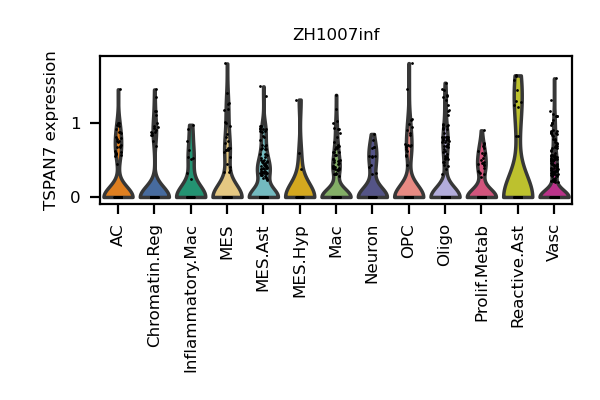 ZH1007inf
TSPAN7 expression
1
0
AC
Chromatin.Reg
Inflammatory.Mac
MES
MES.Ast
MES.Hyp
Mac
Neuron
OPC
Oligo
Prolif.Metab
Reactive.Ast
Vasc